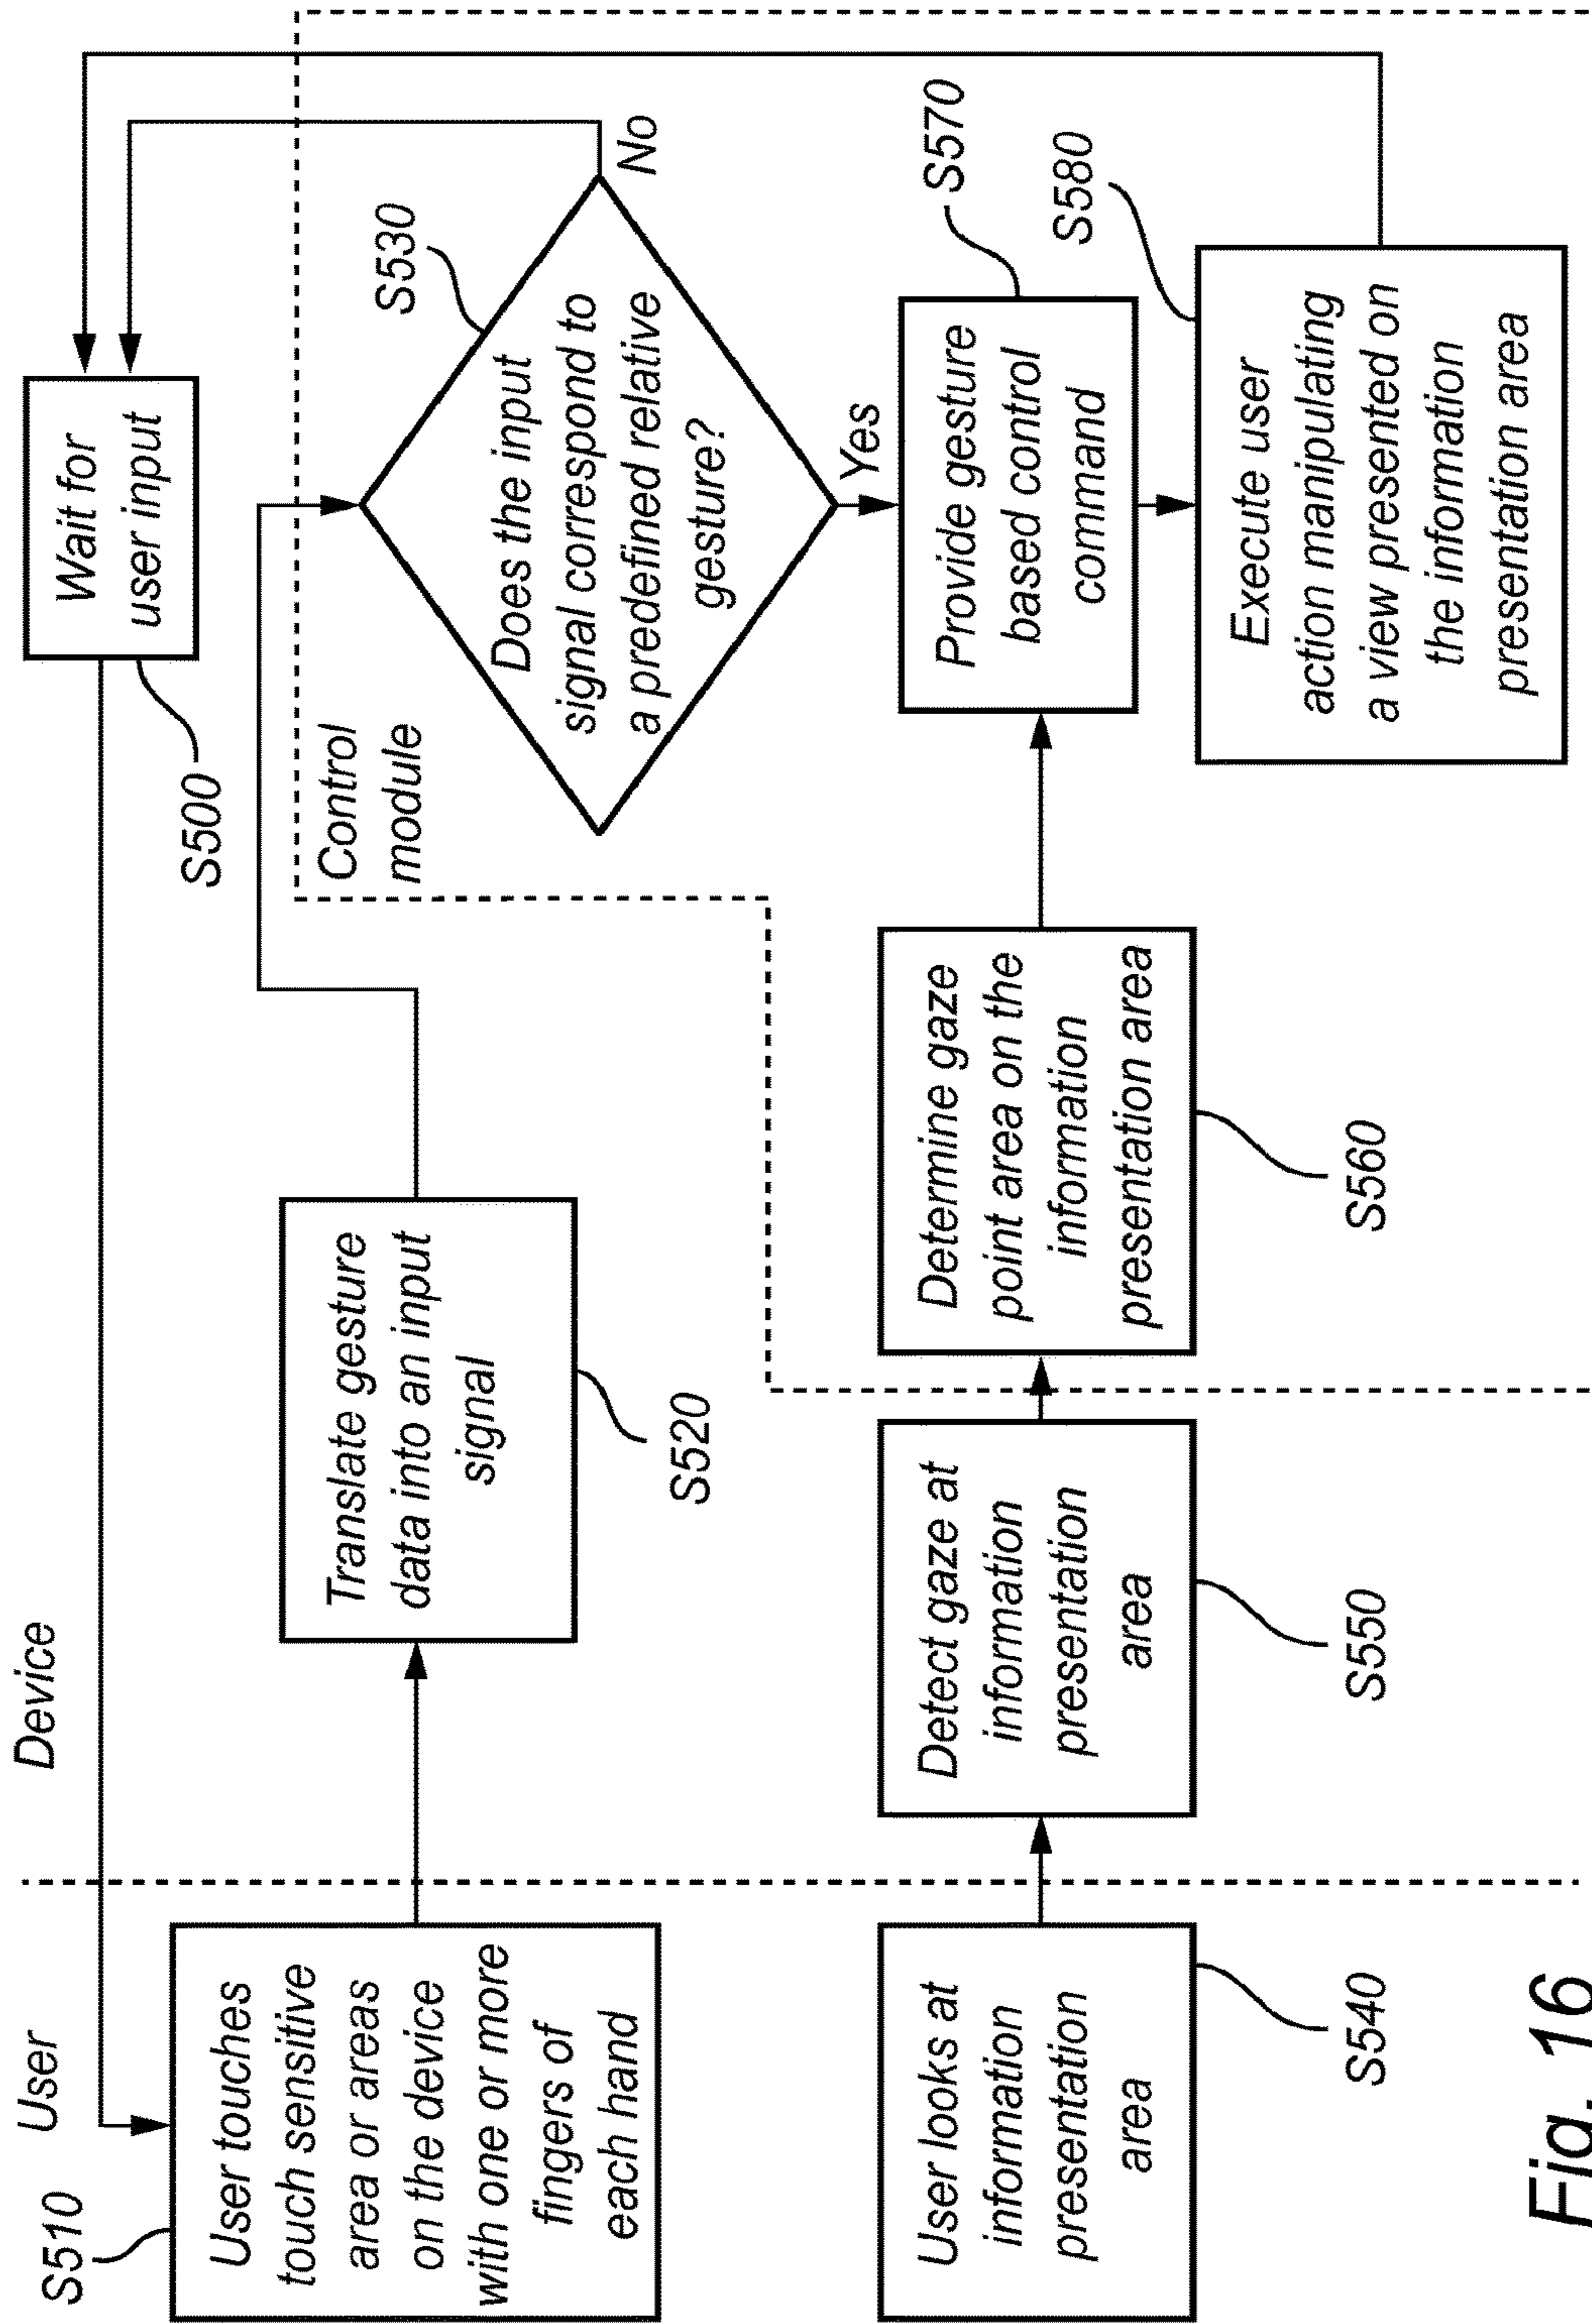 User
Device
S510
User touches
touch sensitive
area or areas
on the device
with one or more
fingers of
each hand
Translate gesture
data into an input
signal
S520
Wait for
user input
S500
Control
module
S530
Does the input
signal correspond to
a predefined relative
gesture?
No
Yes
User looks at
information
presentation
area
S540
Detect gaze at
information
presentation
area
S550
Determine gaze
point area on the
information
presentation area
S560
Provide gesture
based control
command
S570
Execute user
action manipulating
a view presented on
the information
presentation area
S580
Fig. 16